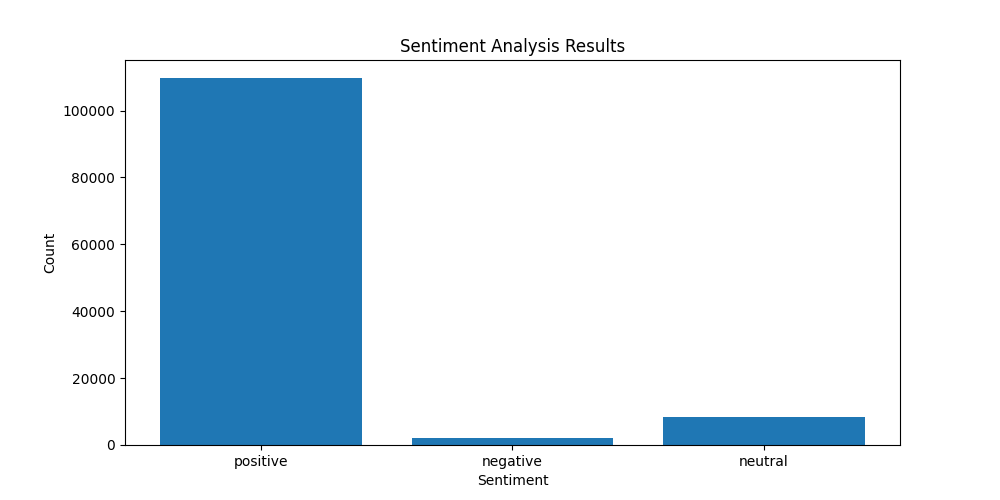 Sentiment Analysis Results
100000
80000
60000
40000
20000
0
Count
positive negative neutral
Sentiment